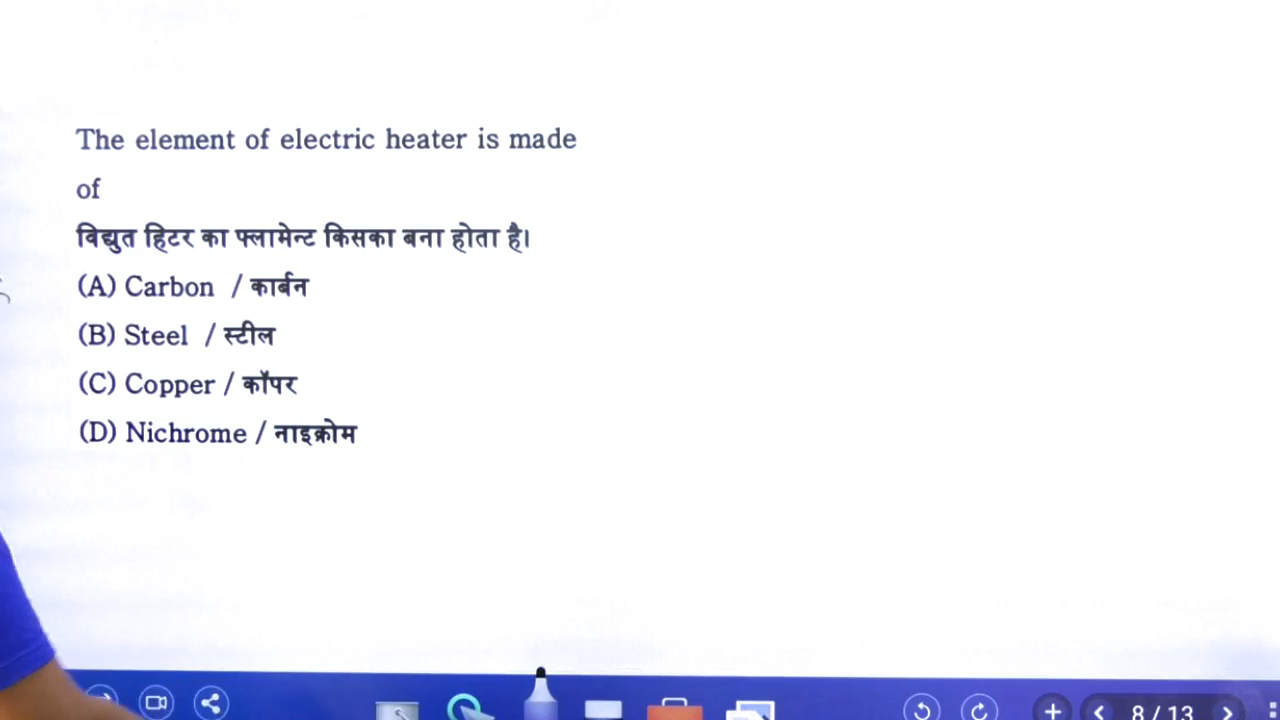 The element of electric heater is made
of
विद्युत हिटर का फ्लामेन्ट किसका बना होता है।
(A) Carbon / कार्बन
(B) Steel / स्टील
(C) Copper / कॉपर
(D) Nichrome / नाइक्रोम
8 / 13